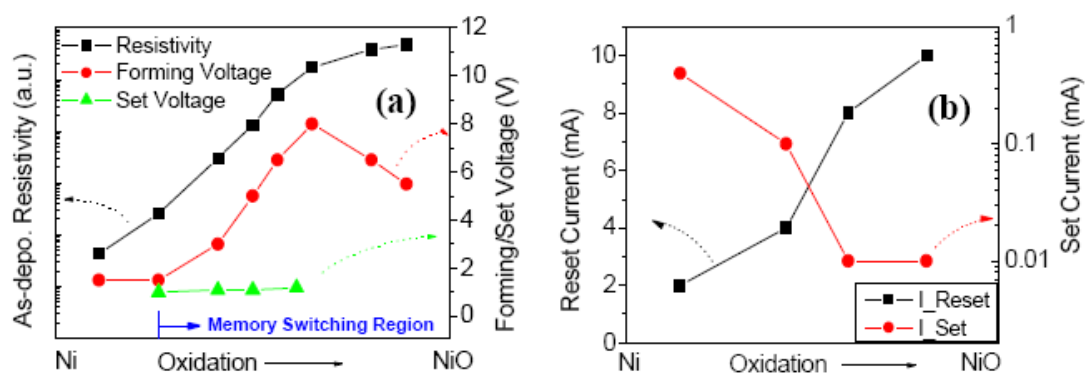 As-depo. Resistivity (a.u.)
Resistivity
Forming Voltage
Set Voltage
(a)
Memory Switching Region
12
10
8
6
4
2
0
Forming/Set Voltage (V)
Ni
Oxidation
NiO
Reset Current (mA)
10
8
6
4
2
0
(b)
I_Reset
I_Set
1
0.1
0.01
Set Current (mA)
Ni
Oxidation
NiO